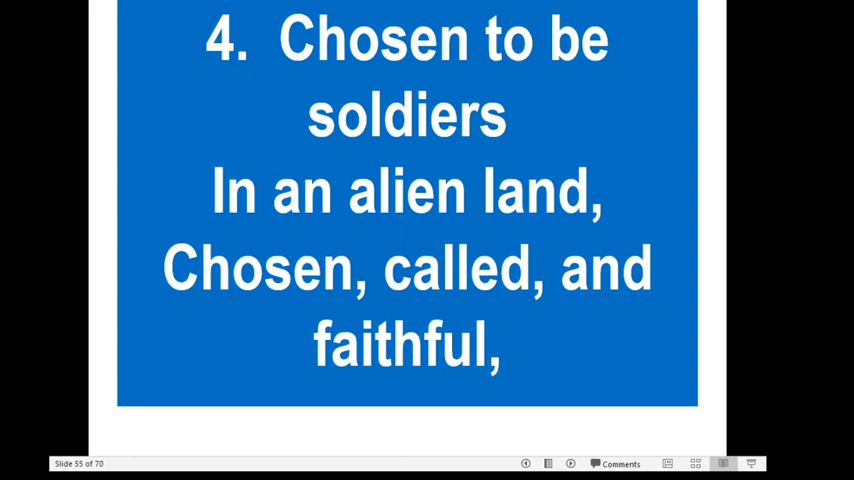 4. Chosen to be
soldiers
In an alien land,
Chosen, called, and
faithful,
Slide 55 of 70
Comments